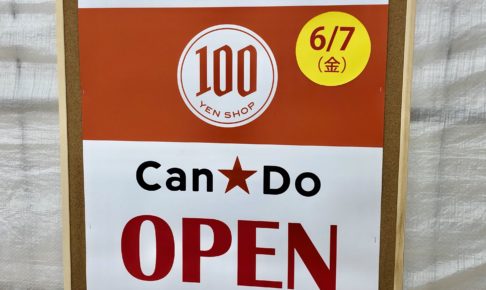 6/7
(金)
100
YEN SHOP
Can★Do
OPEN